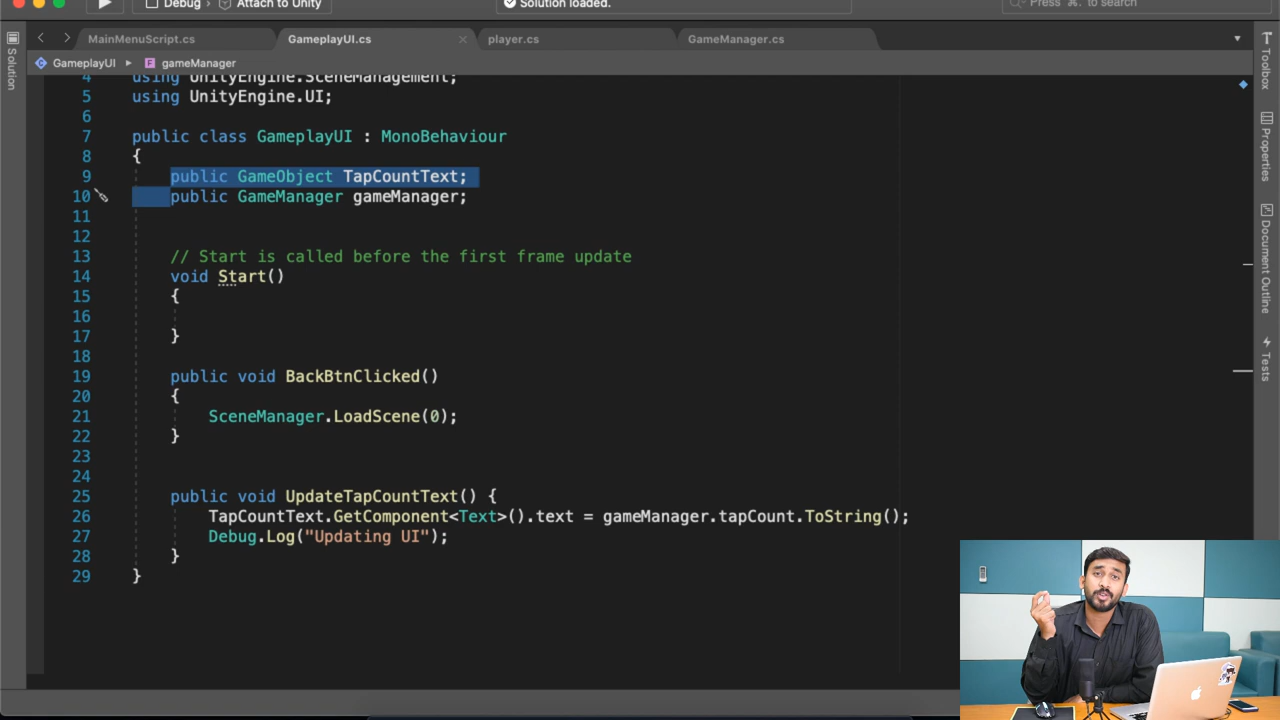 Debug
Attach to Unity
Solution loaded.
Press ⌘. to search
Solution
MainMenuScript.cs
GameplayUI.cs
player.cs
GameManager.cs
GameplayUI
gameManager
Toolbox
Properties
Document Outline
Tests
4 using UnityEngine.SceneManagement;
5 using UnityEngine.UI;
6
7 public class GameplayUI : MonoBehaviour
8 {
9 public GameObject TapCountText;
10 public GameManager gameManager;
11
12
13 // Start is called before the first frame update
14 void Start()
15 {
16
17 }
18
19 public void BackBtnClicked()
20 {
21 SceneManager.LoadScene(0);
22 }
23
24
25 public void UpdateTapCountText() {
26 TapCountText.GetComponent<Text>().text = gameManager.tapCount.ToString();
27 Debug.Log("Updating UI");
28 }
29 }